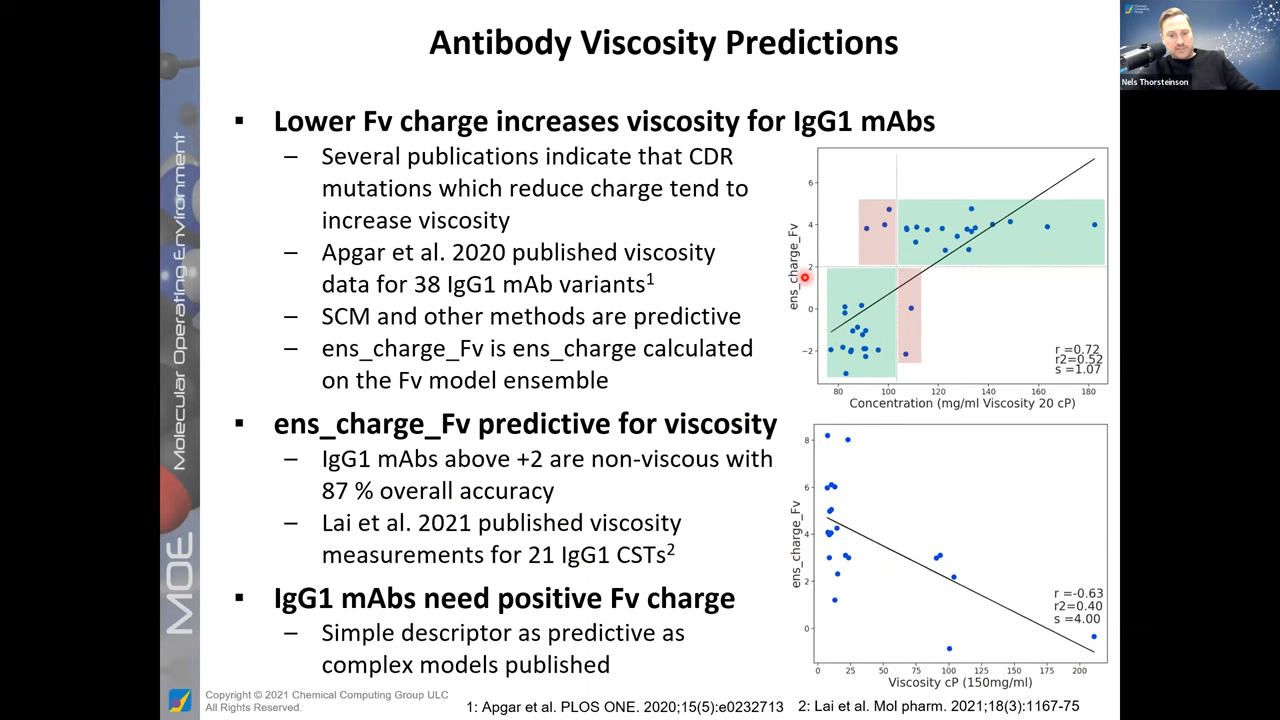 Antibody Viscosity Predictions
Chemical
Computing
Group
Nels Thorsteinson
MOE Molecular Operating Environment
▪ Lower Fv charge increases viscosity for IgG1 mAbs
– Several publications indicate that CDR
mutations which reduce charge tend to
increase viscosity
– Apgar et al. 2020 published viscosity
data for 38 IgG1 mAb variants1
– SCM and other methods are predictive
– ens_charge_Fv is ens_charge calculated
on the Fv model ensemble
▪ ens_charge_Fv predictive for viscosity
– IgG1 mAbs above +2 are non-viscous with
87 % overall accuracy
– Lai et al. 2021 published viscosity
measurements for 21 IgG1 CSTs2
▪ IgG1 mAbs need positive Fv charge
– Simple descriptor as predictive as
complex models published
ens_charge_Fv
6
4
2
0
−2
r =0.72
r2=0.52
s =1.07
80 100 120 140 160 180
Concentration (mg/ml Viscosity 20 cP)
ens_charge_Fv
8
6
4
2
0
r =-0.63
r2=0.40
s =4.00
0 25 50 75 100 125 150 175 200
Viscosity cP (150mg/ml)
Copyright © 2021 Chemical Computing Group ULC
All Rights Reserved.
1: Apgar et al. PLOS ONE. 2020;15(5):e0232713 2: Lai et al. Mol pharm. 2021;18(3):1167-75